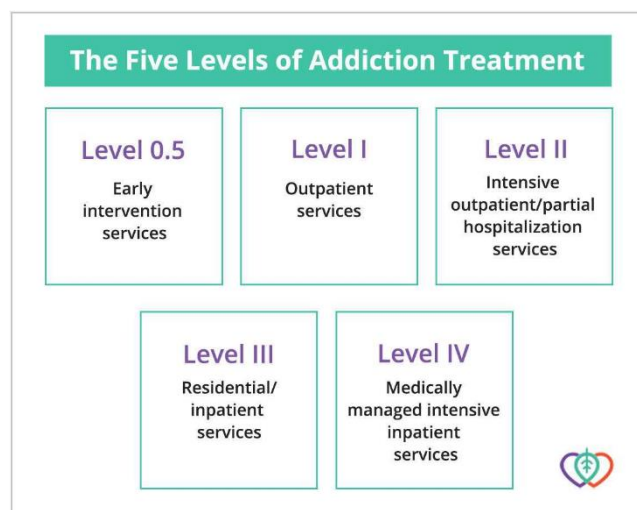 The Five Levels of Addiction Treatment
Level 0.5
Early
intervention
services
Level I
Outpatient
services
Level II
Intensive
outpatient/partial
hospitalization
services
Level III
Residential/
inpatient
services
Level IV
Medically
managed intensive
inpatient
services